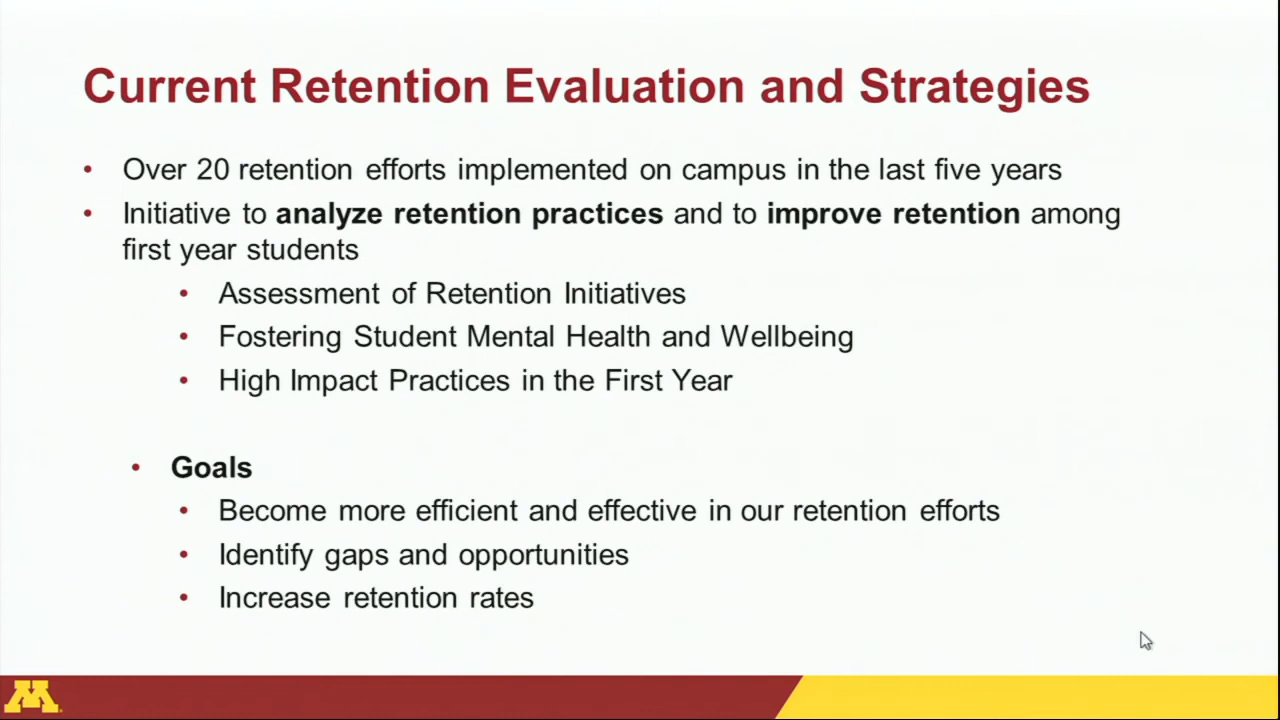 Current Retention Evaluation and Strategies
• Over 20 retention efforts implemented on campus in the last five years
• Initiative to analyze retention practices and to improve retention among
first year students
• Assessment of Retention Initiatives
• Fostering Student Mental Health and Wellbeing
• High Impact Practices in the First Year
• Goals
• Become more efficient and effective in our retention efforts
• Identify gaps and opportunities
• Increase retention rates
M